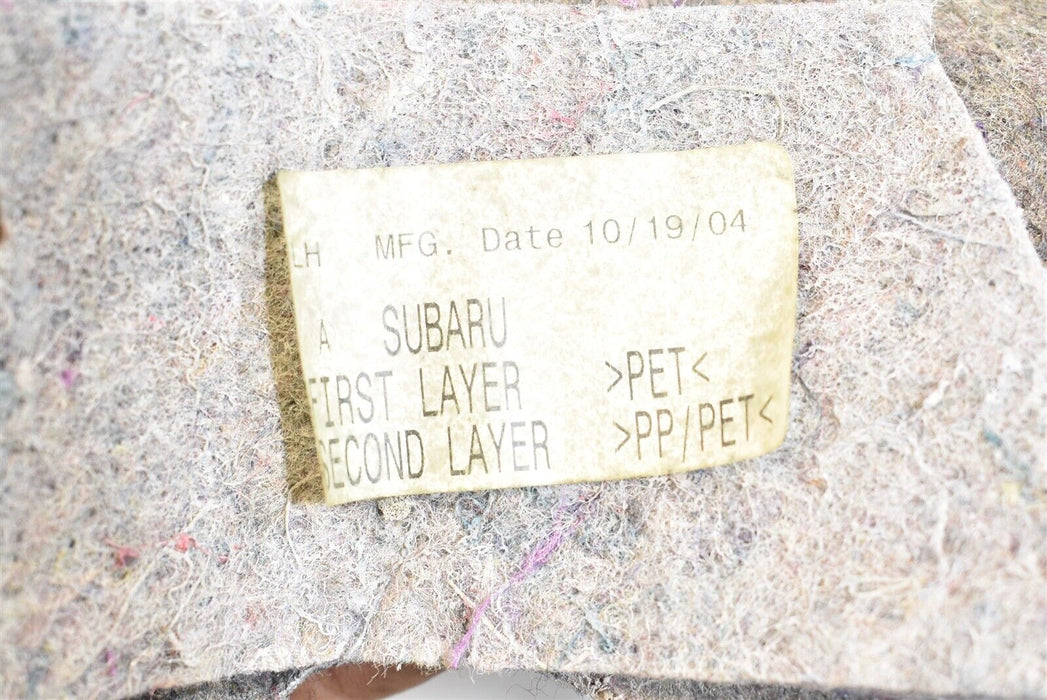 LH MFG. Date 10/19/04
A SUBARU
FIRST LAYER >PET<
SECOND LAYER >PP/PET<